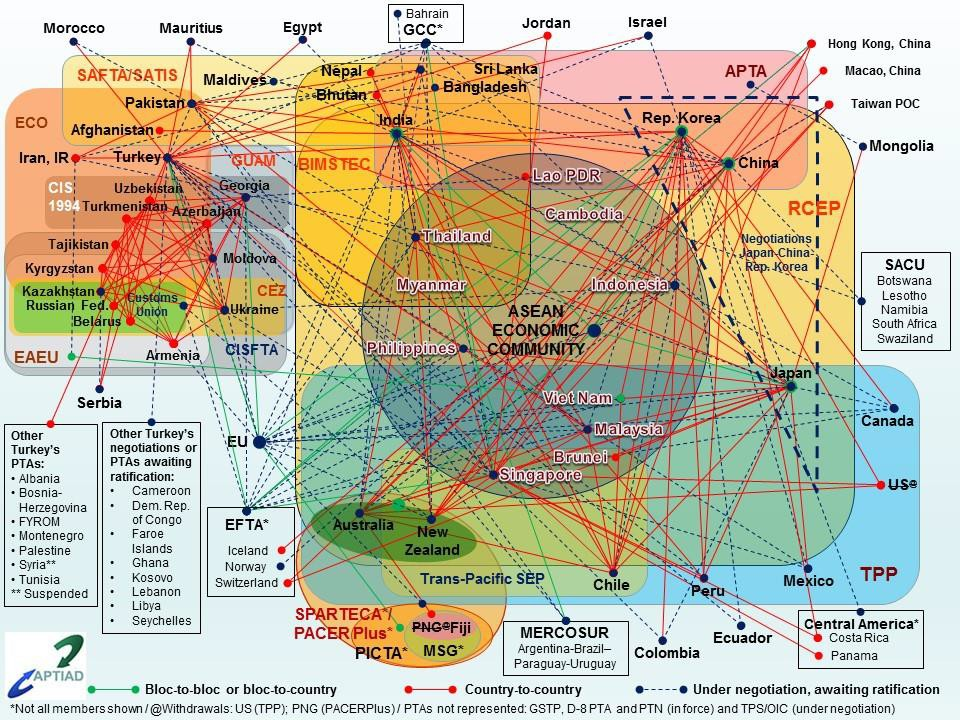 Bahrain
GCC*
Morocco
Mauritius
Egypt
Jordan
Israel
Hong Kong, China
Macao, China
Taiwan POC
Mongolia
SAFTA/SATIS
Maldives
Nepal
Sri Lanka
APTA
Bhutan
Bangladesh
Pakistan
ECO
Afghanistan
India
Rep. Korea
Iran, IR
Turkey
GUAM
BIMSTEC
China
Lao PDR
CIS
1994
Uzbekistan
Georgia
Turkmenistan
Azerbaijan
Cambodia
RCEP
Tajikistan
Moldova
Thailand
Negotiations
Japan-China-
Rep. Korea
Kyrgyzstan
Kazakhstan
Customs
Union
CEZ
Myanmar
Indonesia
Russian Fed.
Ukraine
Belarus
ASEAN
ECONOMIC
COMMUNITY
SACU
Botswana
Lesotho
Namibia
South Africa
Swaziland
EAEU
Armenia
CISFTA
Philippines
Japan
Serbia
Viet Nam
Canada
EU
Malaysia
Brunei
Singapore
US@
Other
Turkey's
PTAs:
• Albania
• Bosnia-
Herzegovina
• FYROM
• Montenegro
• Palestine
• Syria**
• Tunisia
** Suspended
Other Turkey's
negotiations or
PTAs awaiting
ratification:
• Cameroon
• Dem. Rep.
of Congo
• Faroe
Islands
• Ghana
• Kosovo
• Lebanon
• Libya
• Seychelles
EFTA*
Iceland
Norway
Switzerland
Australia
New
Zealand
Trans-Pacific SEP
Chile
Peru
Mexico
TPP
SPARTECA*/
PACER Plus*
PICTA*
PNG@
Fiji
MSG*
MERCOSUR
Argentina-Brazil–
Paraguay-Uruguay
Colombia
Ecuador
Central America*
Costa Rica
Panama
APTIAD
Bloc-to-bloc or bloc-to-country
Country-to-country
Under negotiation, awaiting ratification
*Not all members shown / @Withdrawals: US (TPP); PNG (PACERPlus) / PTAs not represented: GSTP, D-8 PTA and PTN (in force) and TPS/OIC (under negotiation)